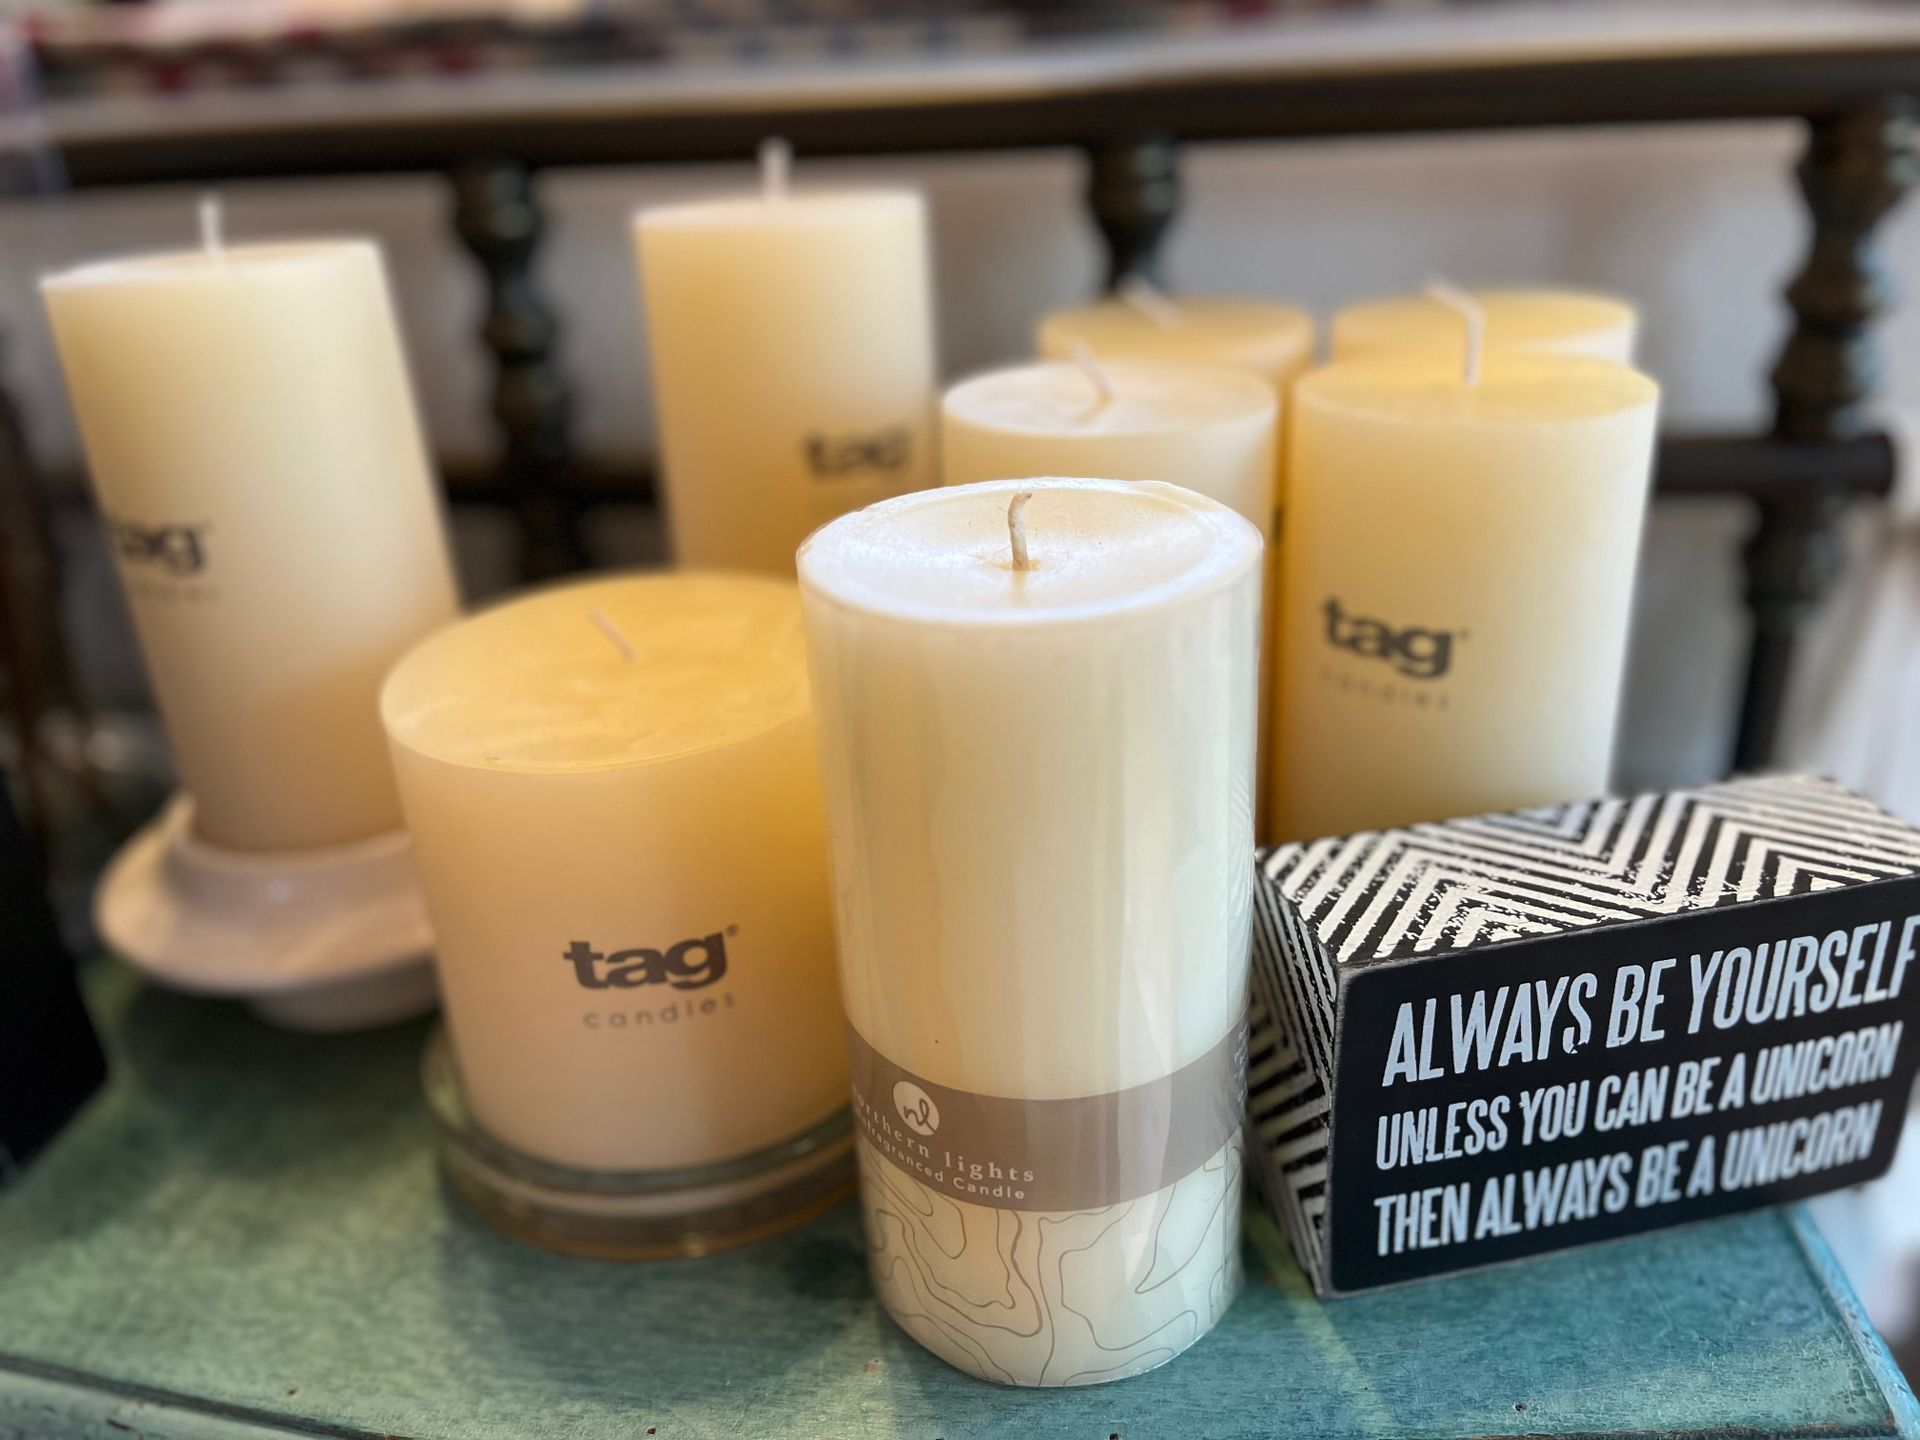 tag
tag
tag
candles
tag®
candles
nl
northern lights
Candle
ALWAYS BE YOURSELF
UNLESS YOU CAN BE A UNICORN
THEN ALWAYS BE A UNICORN